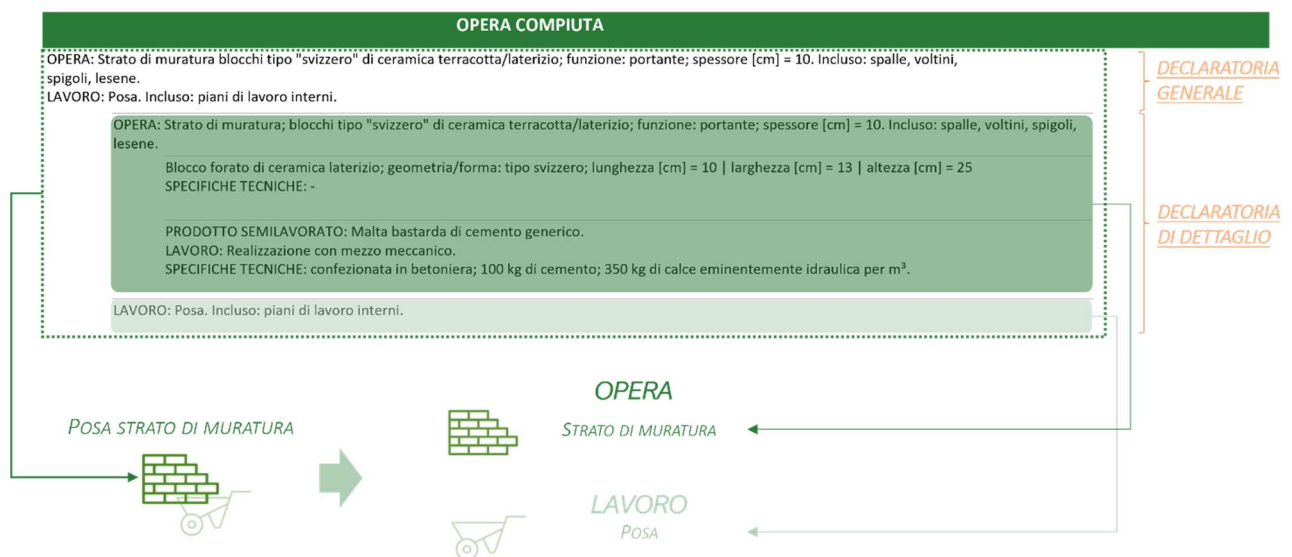 OPERA COMPIUTA
OPERA: Strato di muratura blocchi tipo "svizzero" di ceramica terracotta/laterizio; funzione: portante; spessore [cm] = 10. Incluso: spalle, voltini,
spigoli, lesene.
LAVORO: Posa. Incluso: piani di lavoro interni.
DECLARATORIA
GENERALE
OPERA: Strato di muratura; blocchi tipo "svizzero" di ceramica terracotta/laterizio; funzione: portante; spessore [cm] = 10. Incluso: spalle, voltini, spigoli,
lesene.
Blocco forato di ceramica laterizio; geometria/forma: tipo svizzero; lunghezza [cm] = 10 | larghezza [cm] = 13 | altezza [cm] = 25
SPECIFICHE TECNICHE: -
PRODOTTO SEMILAVORATO: Malta bastarda di cemento generico.
LAVORO: Realizzazione con mezzo meccanico.
SPECIFICHE TECNICHE: confezionata in betoniera; 100 kg di cemento; 350 kg di calce eminentemente idraulica per m³.
DECLARATORIA
DI DETTAGLIO
LAVORO: Posa. Incluso: piani di lavoro interni.
OPERA
POSA STRATO DI MURATURA
STRATO DI MURATURA
LAVORO
POSA